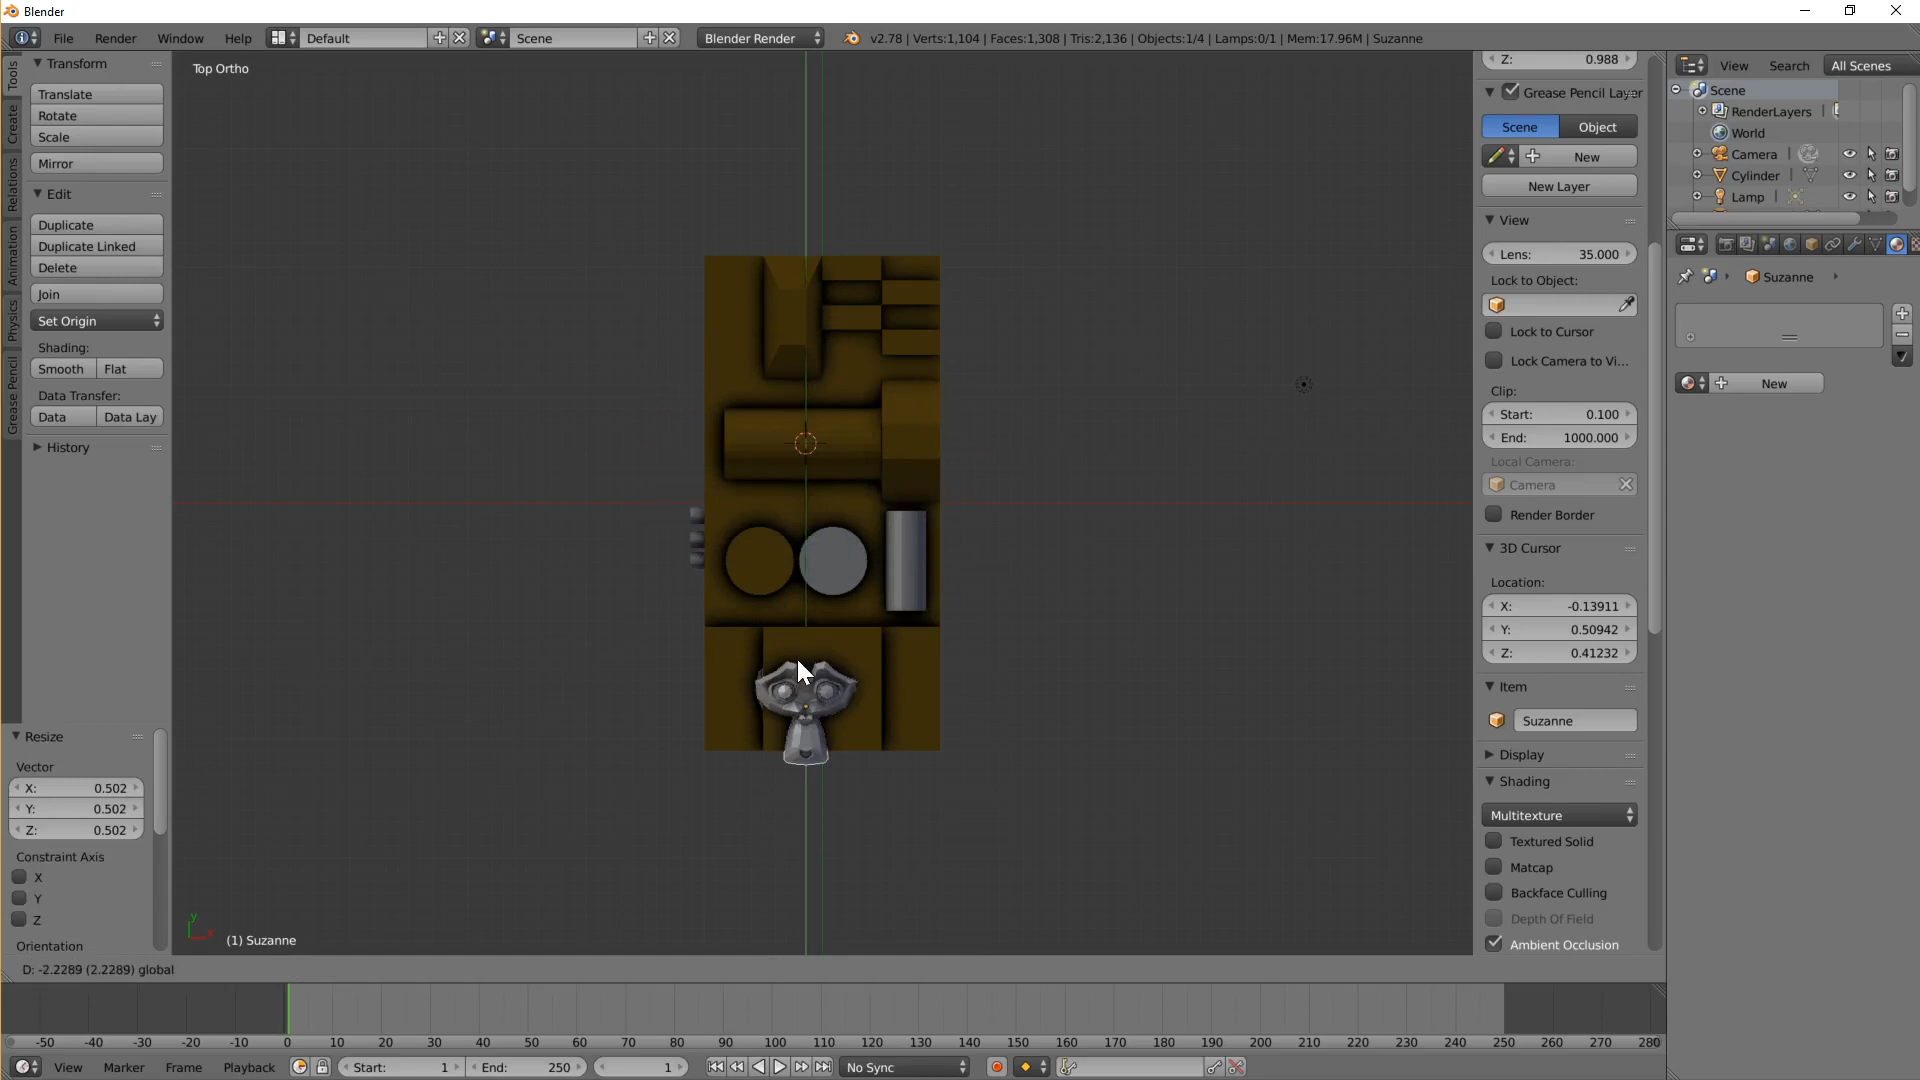 Blender
File Render Window Help Default Scene Blender Render v2.78 | Verts:1,104 | Faces:1,308 | Tris:2,136 | Objects:1/4 | Lamps:0/1 | Mem:17.96M | Suzanne
Tools
Create
Relations
Animation
Physics
Grease Pencil
Transform
Translate
Rotate
Scale
Mirror
Edit
Duplicate
Duplicate Linked
Delete
Join
Set Origin
Shading:
Smooth Flat
Data Transfer:
Data Data Lay
History
Resize
Vector
X: 0.502
Y: 0.502
Z: 0.502
Constraint Axis
X
Y
Z
Orientation
Top Ortho
y
x
(1) Suzanne
D: -2.2289 (2.2289) global
Z: 0.988
Grease Pencil Layer
Scene Object
New
New Layer
View
Lens: 35.000
Lock to Object:
Lock to Cursor
Lock Camera to Vi...
Clip:
Start: 0.100
End: 1000.000
Local Camera:
Camera
Render Border
3D Cursor
Location:
X: -0.13911
Y: 0.50942
Z: 0.41232
Item
Suzanne
Display
Shading
Multitexture
Textured Solid
Matcap
Backface Culling
Depth Of Field
Ambient Occlusion
View Search All Scenes
Scene
RenderLayers
World
Camera
Cylinder
Lamp
Suzanne
New
-50 -40 -30 -20 -10 0 10 20 30 40 50 60 70 80 90 100 110 120 130 140 150 160 170 180 190 200 210 220 230 240 250 260 270 280
View Marker Frame Playback Start: 1 End: 250 1 No Sync